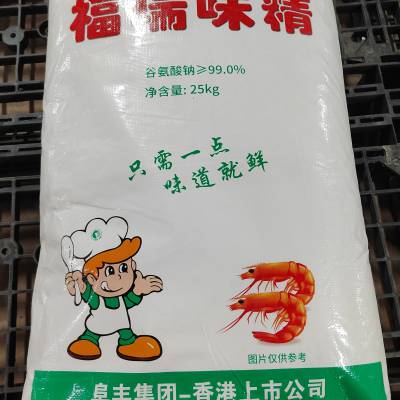 福瑞味精
谷氨酸钠≥99.0%
净含量: 25kg
只需一点
味道就鲜
图片仅供参考
阜丰集团-香港上市公司